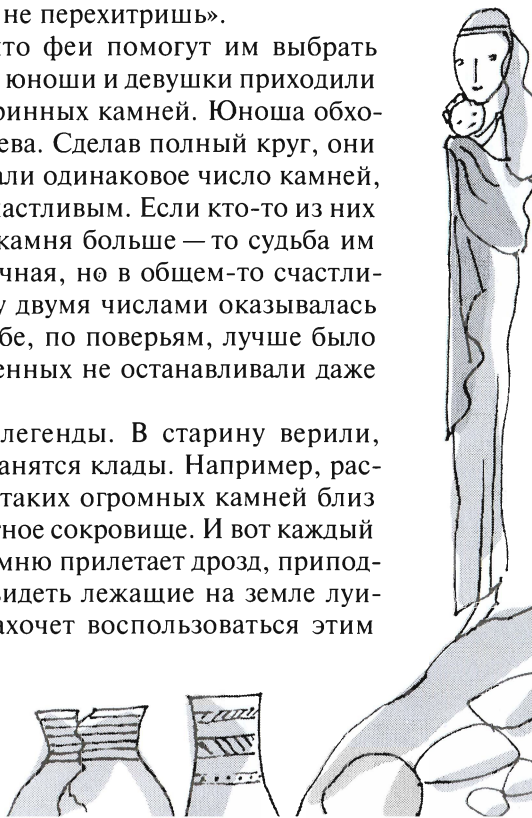 не перехитришь».
то феи помогут им выбрать
юноши и девушки приходили
ринных камней. Юноша обхо-
ева. Сделав полный круг, они
али одинаковое число камней,
частливым. Если кто-то из них
камня больше — то судьба им
чная, но в общем-то счастли-
у двумя числами оказывалась
бе, по поверьям, лучше было
енных не останавливали даже
легенды. В старину верили,
анятся клады. Например, рас-
таких огромных камней близ
тное сокровище. И вот каждый
мню прилетает дрозд, припод-
видеть лежащие на земле луи-
ахочет воспользоваться этим